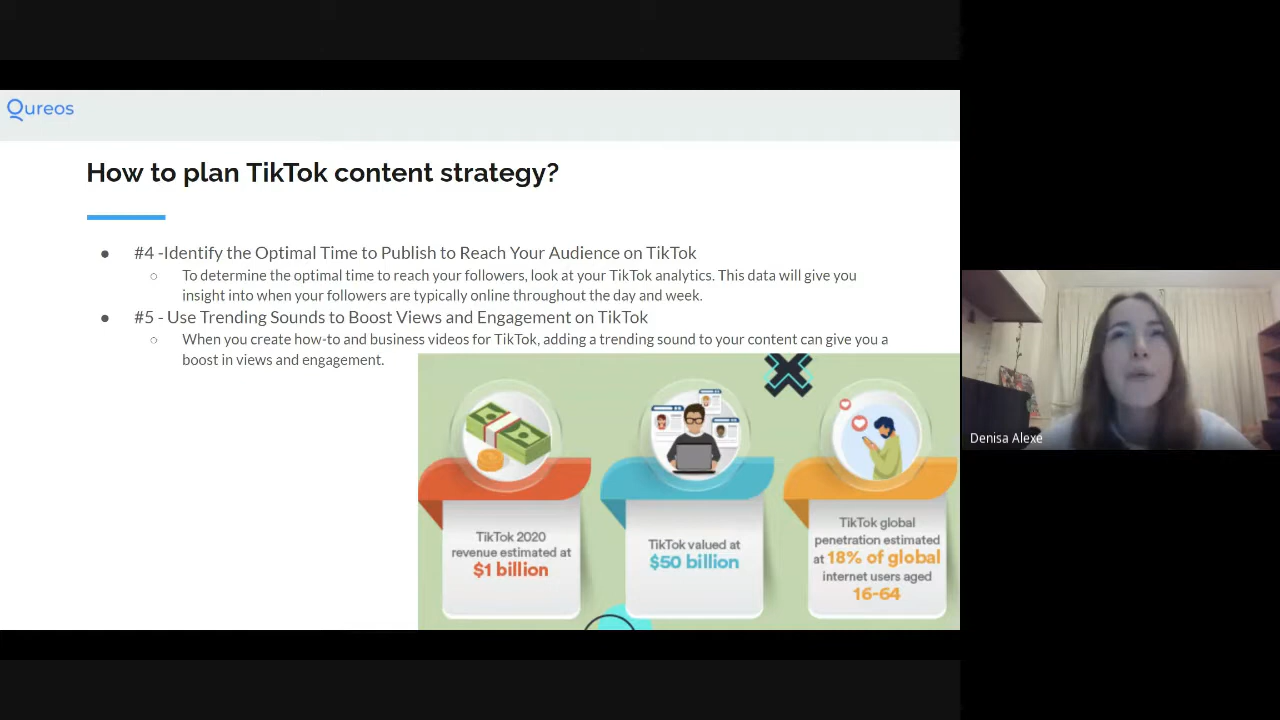 Qureos
How to plan TikTok content strategy?
● #4 -Identify the Optimal Time to Publish to Reach Your Audience on TikTok
○ To determine the optimal time to reach your followers, look at your TikTok analytics. This data will give you
insight into when your followers are typically online throughout the day and week.
● #5 - Use Trending Sounds to Boost Views and Engagement on TikTok
○ When you create how-to and business videos for TikTok, adding a trending sound to your content can give you a
boost in views and engagement.
TikTok 2020
revenue estimated at
$1 billion
TikTok valued at
$50 billion
TikTok global
penetration estimated
at 18% of global
internet users aged
16-64
Denisa Alexe